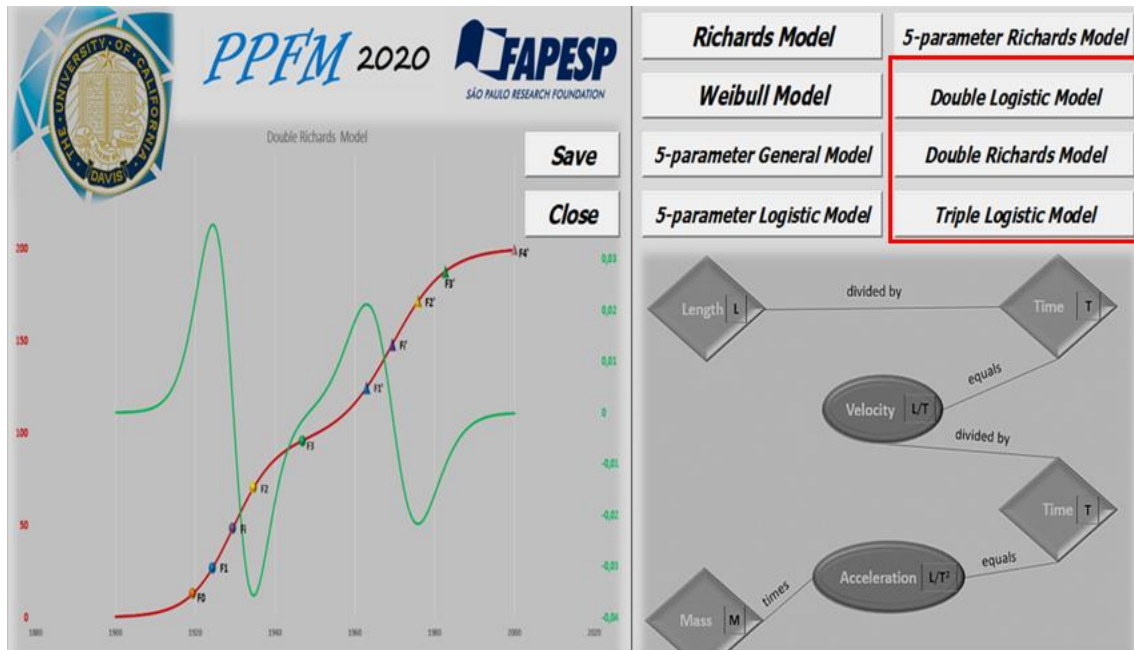 THE UNIVERSITY OF CALIFORNIA
DAVIS
PPFM 2020
FAPESP
SÃO PAULO RESEARCH FOUNDATION
Double Richards Model
Save
Close
200
150
100
50
0
0,03
0,02
0,01
0
-0,01
-0,02
-0,03
-0,04
1880
1900
1920
1940
1960
1980
2000
2020
F0
F1
Fi
F2
F3
F1'
Fi'
F2'
F3'
F4'
Richards Model
5-parameter Richards Model
Weibull Model
Double Logistic Model
5-parameter General Model
Double Richards Model
5-parameter Logistic Model
Triple Logistic Model
Length L
divided by
Time T
equals
Velocity L/T
divided by
Time T
equals
Acceleration L/T²
times
Mass M